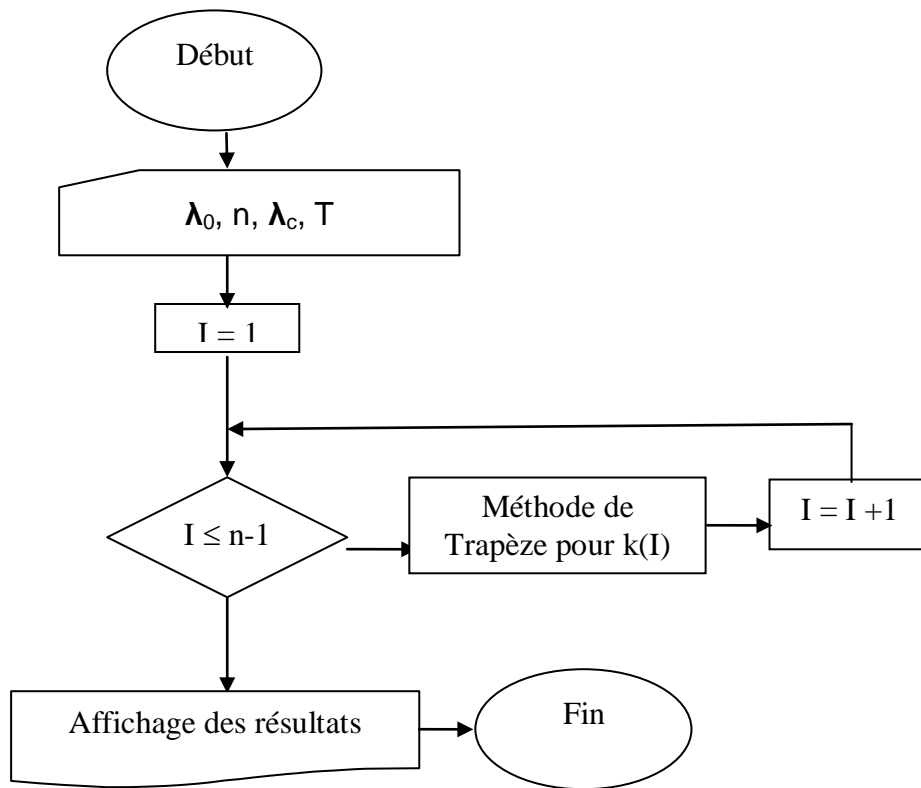 Début
λ₀, n, λc, T
I = 1
I ≤ n-1
Méthode de
Trapèze pour k(I)
I = I +1
Affichage des résultats
Fin